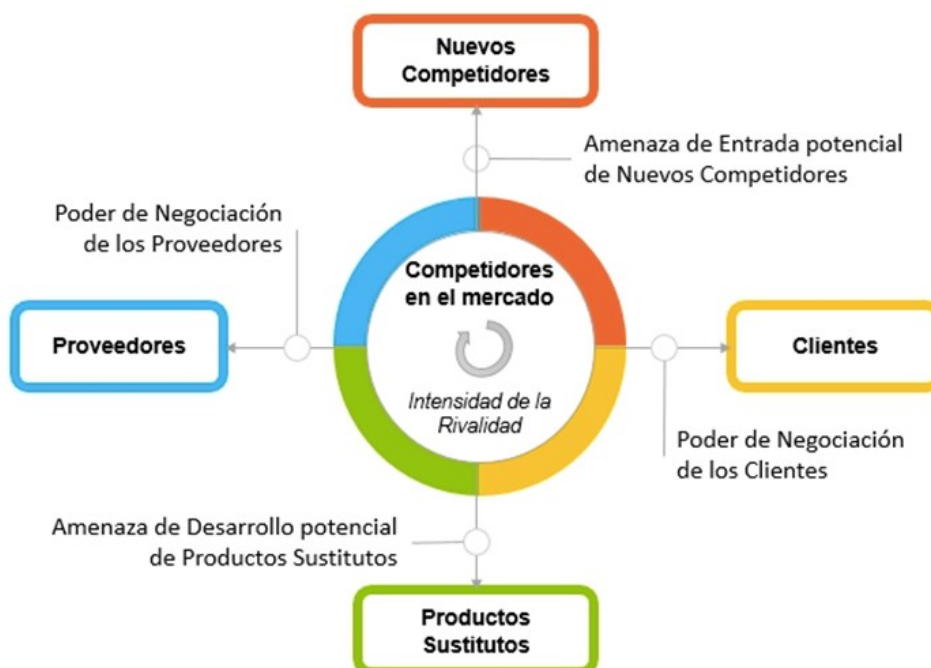 Nuevos
Competidores
Amenaza de Entrada potencial
de Nuevos Competidores
Poder de Negociación
de los Proveedores
Competidores
en el mercado
Proveedores
Clientes
Intensidad de la
Rivalidad
Poder de Negociación
de los Clientes
Amenaza de Desarrollo potencial
de Productos Sustitutos
Productos
Sustitutos